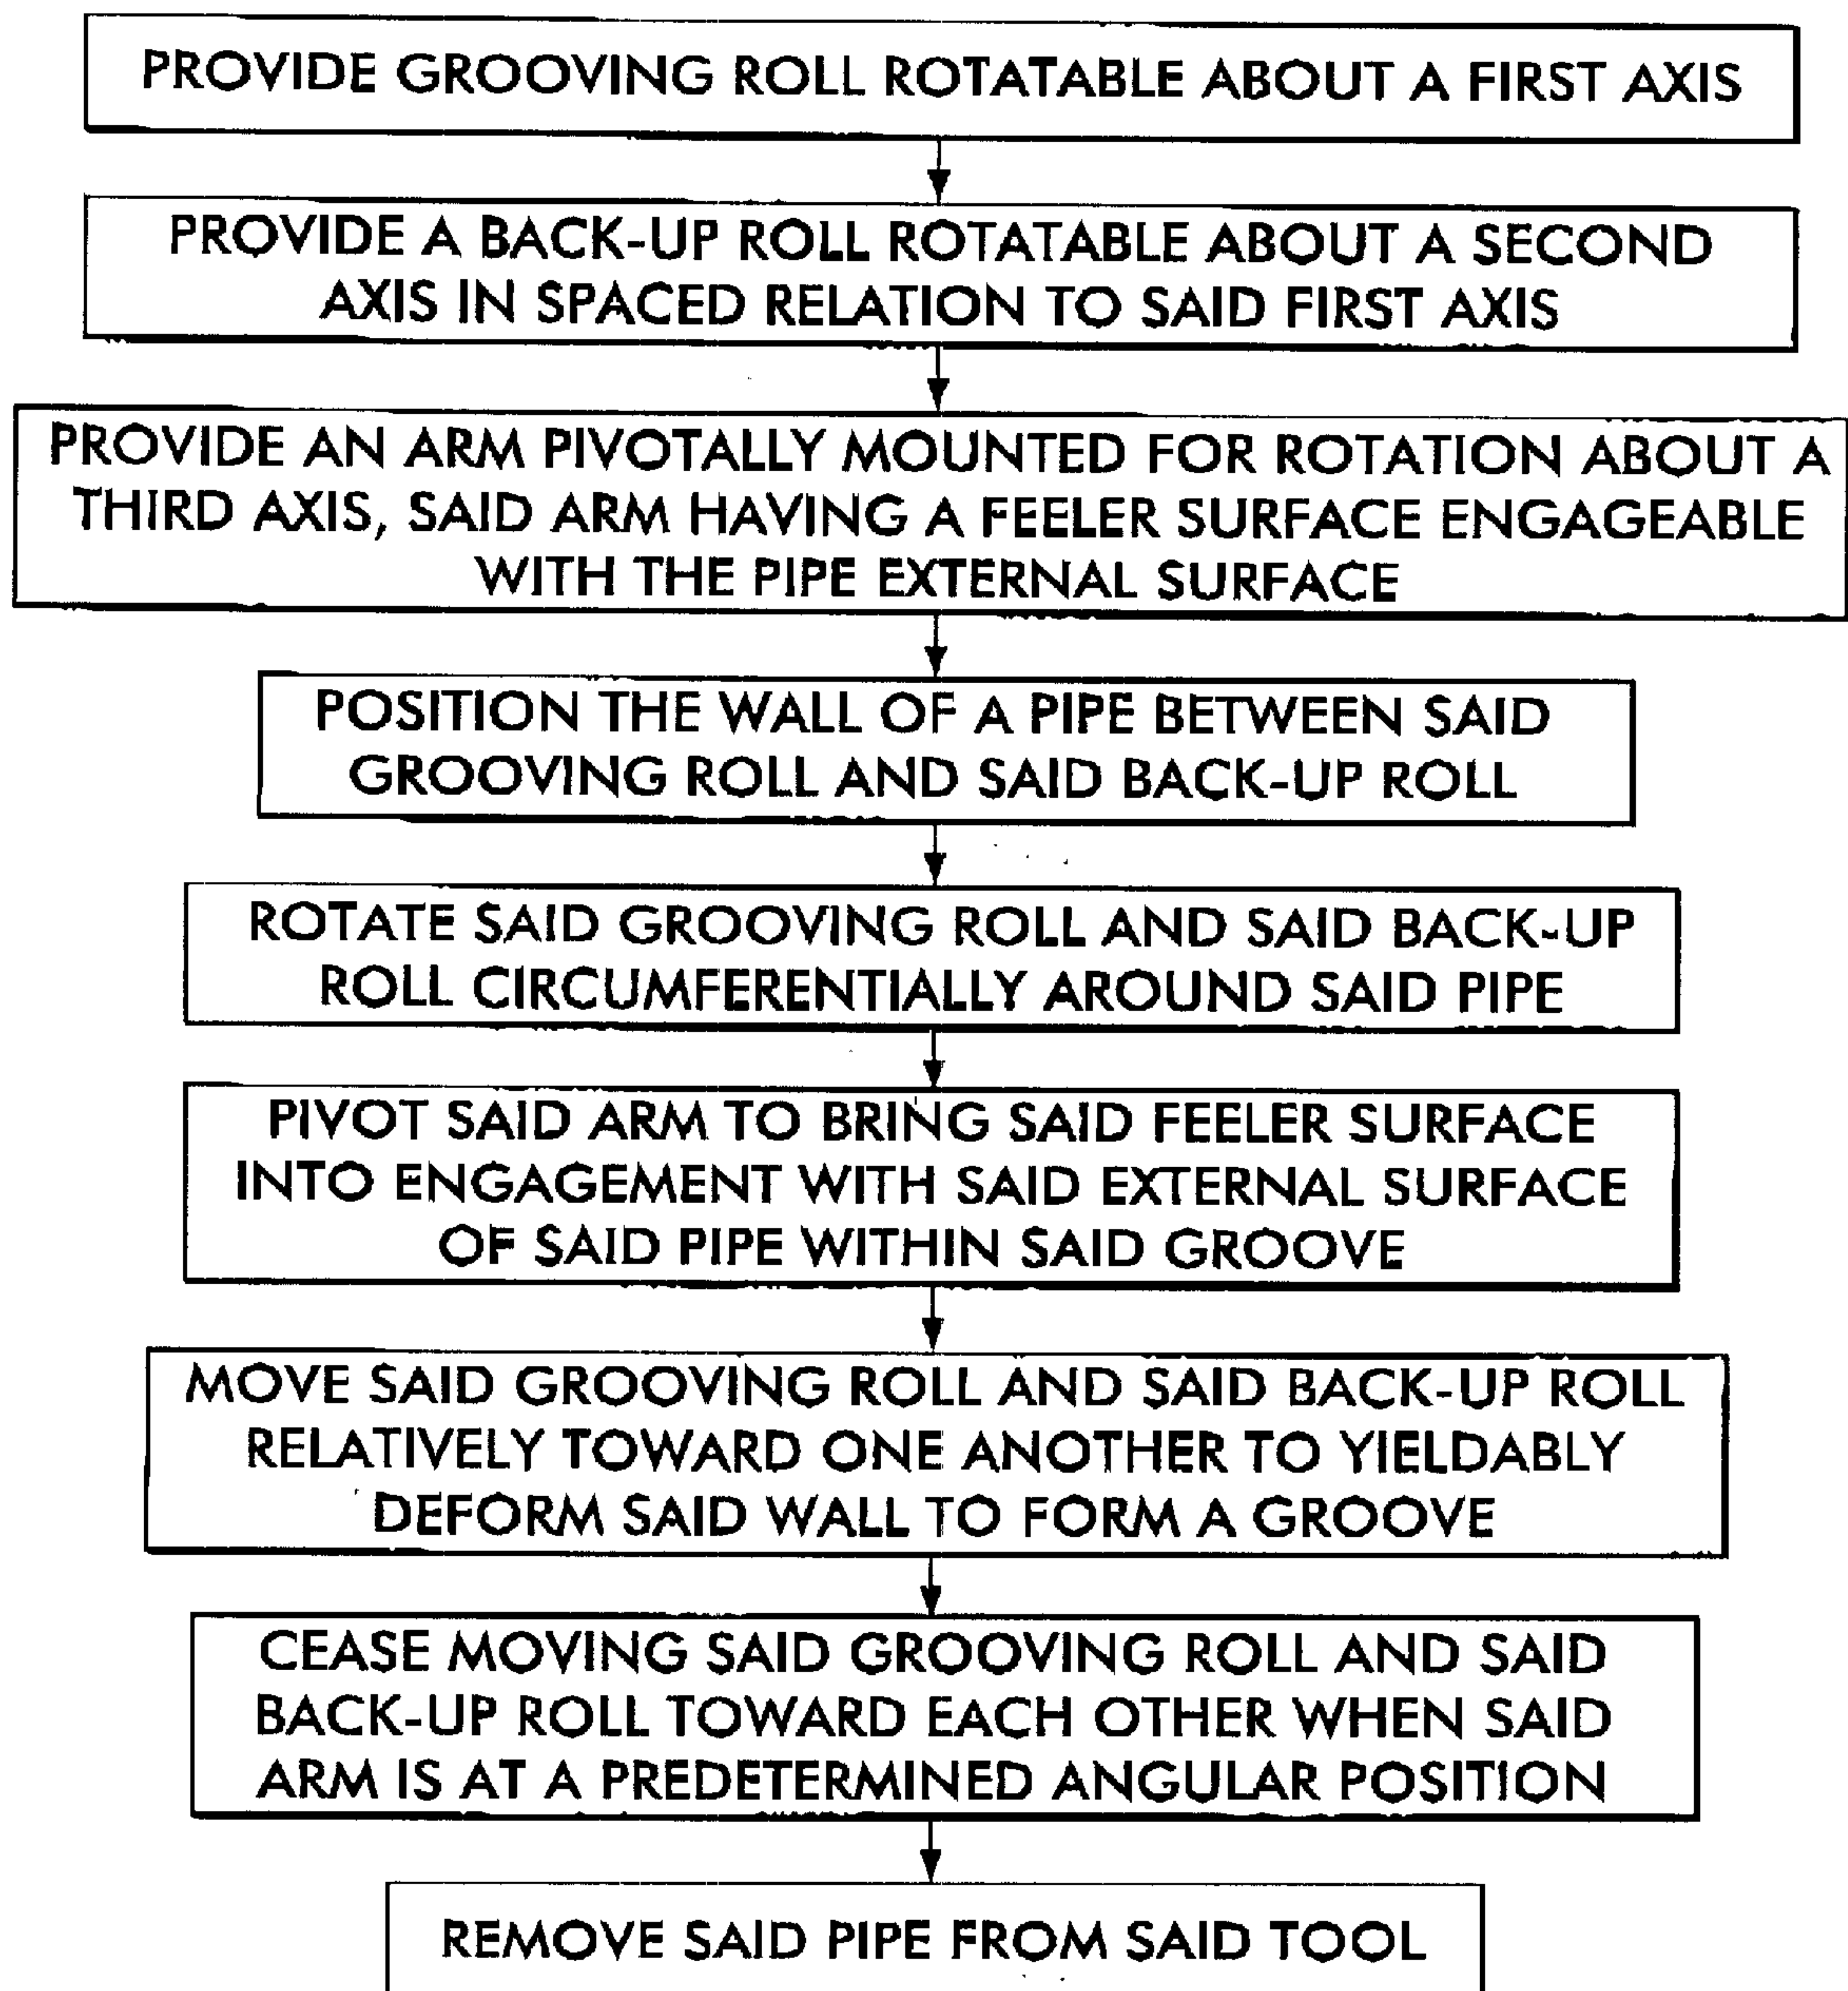 PROVIDE GROOVING ROLL ROTATABLE ABOUT A FIRST AXIS
PROVIDE A BACK-UP ROLL ROTATABLE ABOUT A SECOND
AXIS IN SPACED RELATION TO SAID FIRST AXIS
PROVIDE AN ARM PIVOTALLY MOUNTED FOR ROTATION ABOUT A
THIRD AXIS, SAID ARM HAVING A FEELER SURFACE ENGAGEABLE
WITH THE PIPE EXTERNAL SURFACE
POSITION THE WALL OF A PIPE BETWEEN SAID
GROOVING ROLL AND SAID BACK-UP ROLL
ROTATE SAID GROOVING ROLL AND SAID BACK-UP
ROLL CIRCUMFERENTIALLY AROUND SAID PIPE
PIVOT SAID ARM TO BRING SAID FEELER SURFACE
INTO ENGAGEMENT WITH SAID EXTERNAL SURFACE
OF SAID PIPE WITHIN SAID GROOVE
MOVE SAID GROOVING ROLL AND SAID BACK-UP ROLL
RELATIVELY TOWARD ONE ANOTHER TO YIELDABLY
DEFORM SAID WALL TO FORM A GROOVE
CEASE MOVING SAID GROOVING ROLL AND SAID
BACK-UP ROLL TOWARD EACH OTHER WHEN SAID
ARM IS AT A PREDETERMINED ANGULAR POSITION
REMOVE SAID PIPE FROM SAID TOOL